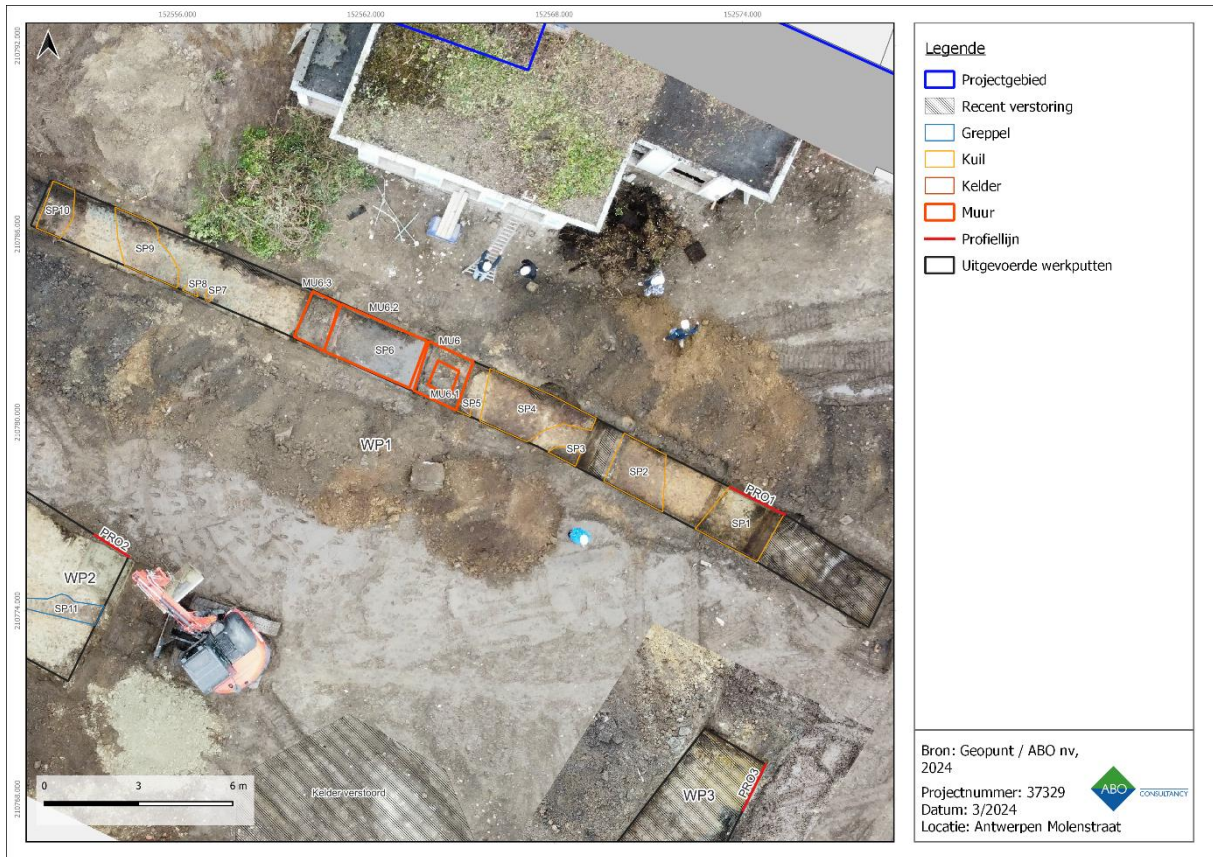 152556.000
152562.000
152568.000
152574.000
210792.000
210786.000
210780.000
210774.000
210768.000
SP10
SP9
SP8
SP7
MU6-3
MU6-2
SP6
MU6
MU6-1
SP5
SP4
SP3
SP2
PRO1
SP1
WP1
PRO2
WP2
SP11
Kelder verstoord
WP3
PRO3
0 3 6 m
Legende
Projectgebied
Recent verstoring
Greppel
Kuil
Kelder
Muur
Profiellijn
Uitgevoerde werkputten
Bron: Geopunt / ABO nv,
2024
Projectnummer: 37329
Datum: 3/2024
Locatie: Antwerpen Molenstraat
ABO
CONSULTANCY